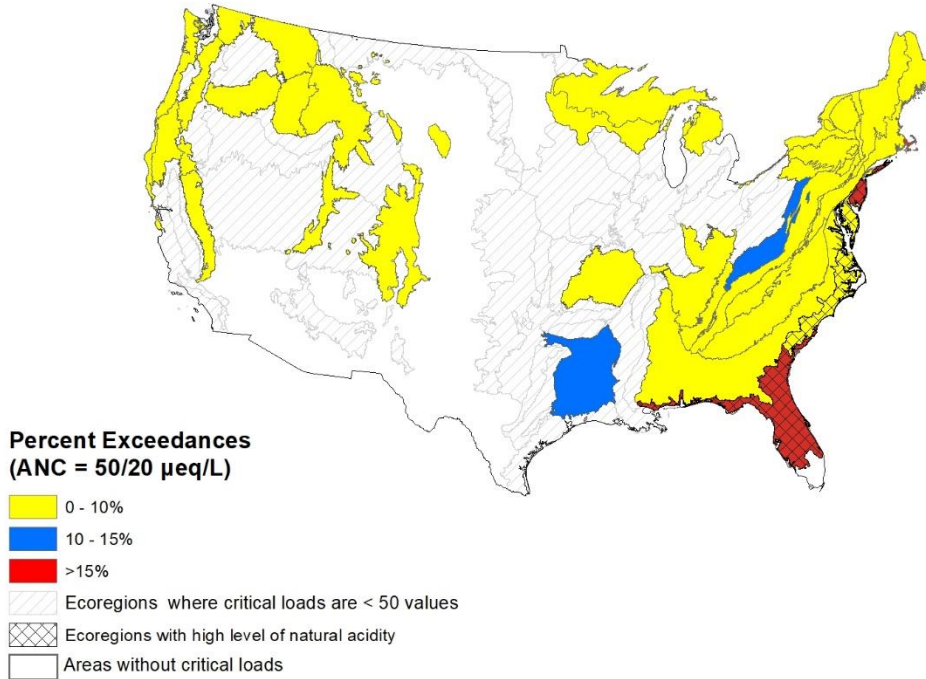 Percent Exceedances
(ANC = 50/20 µeq/L)
0 - 10%
10 - 15%
>15%
Ecoregions where critical loads are < 50 values
Ecoregions with high level of natural acidity
Areas without critical loads